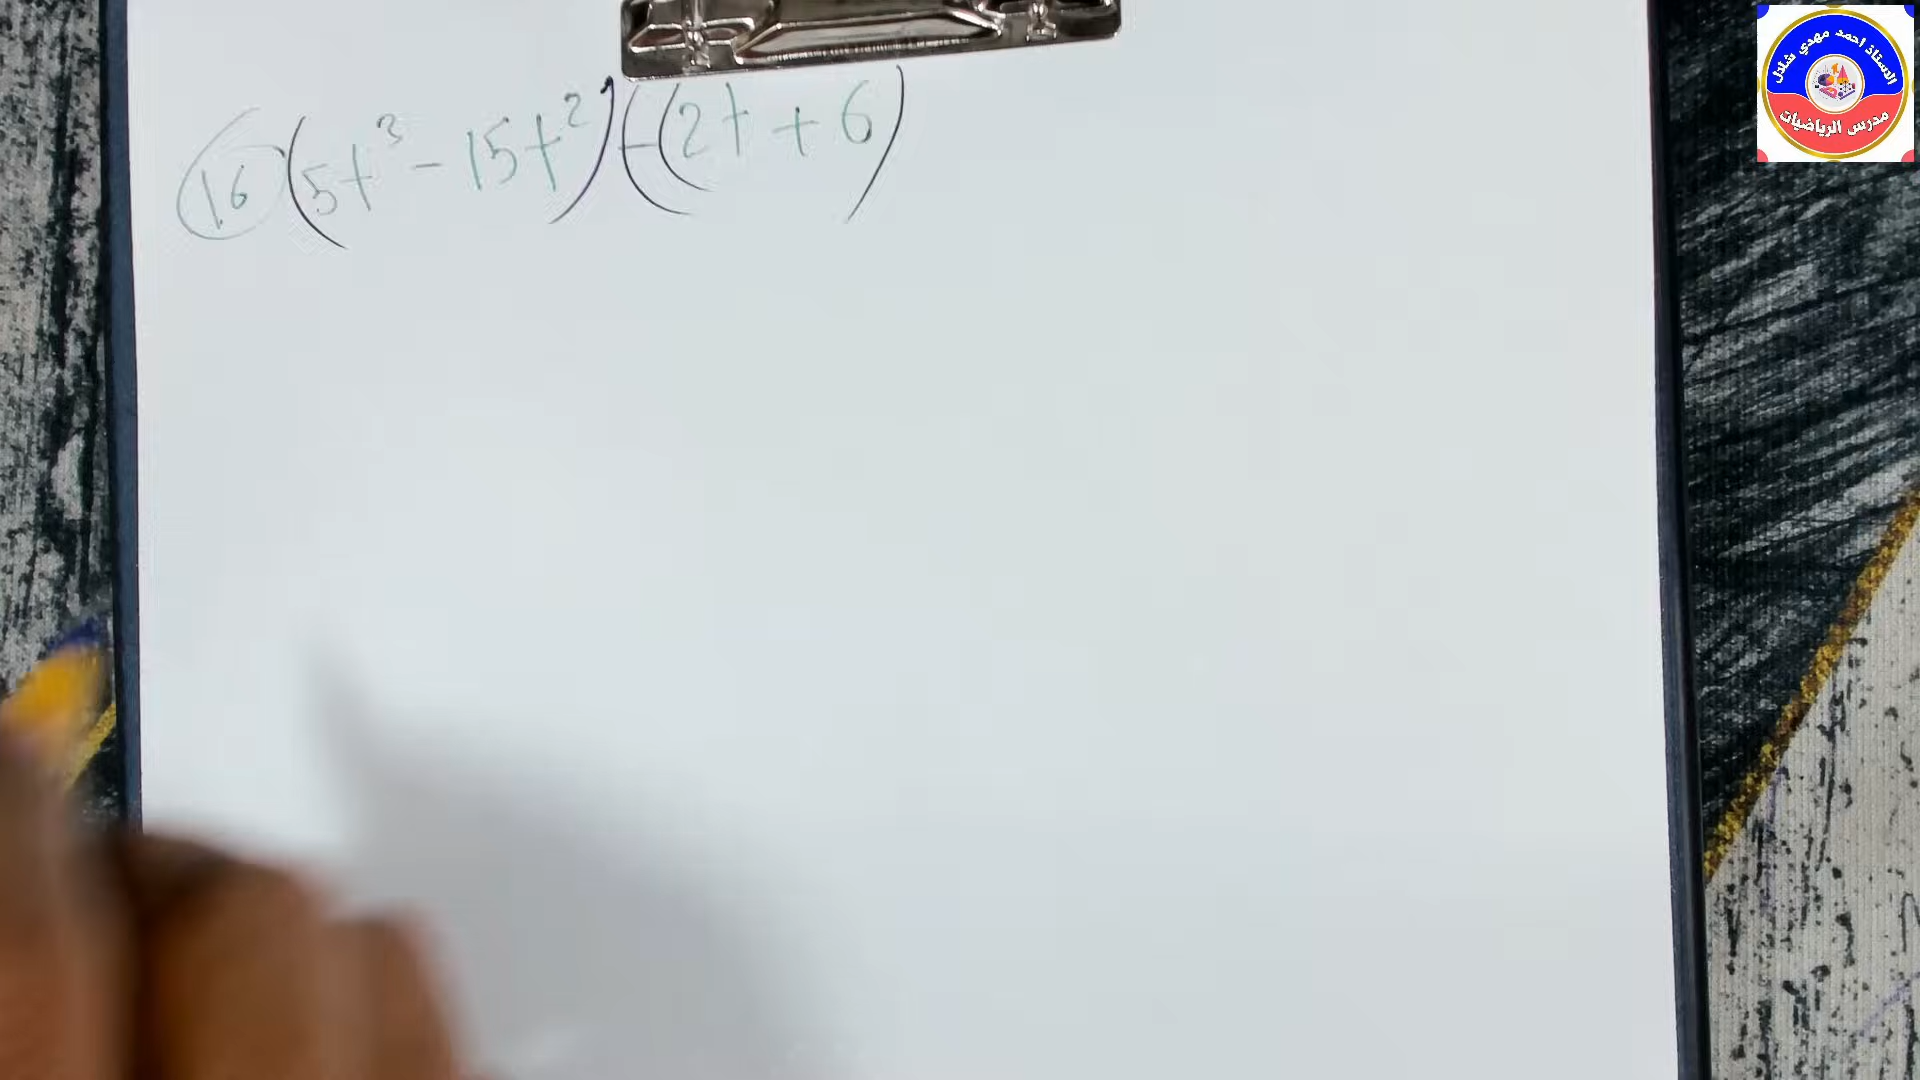 16 (5t³ - 15t²) (-(2t + 6)
الاستاذ احمد مهدي شلال
مدرس الرياضيات